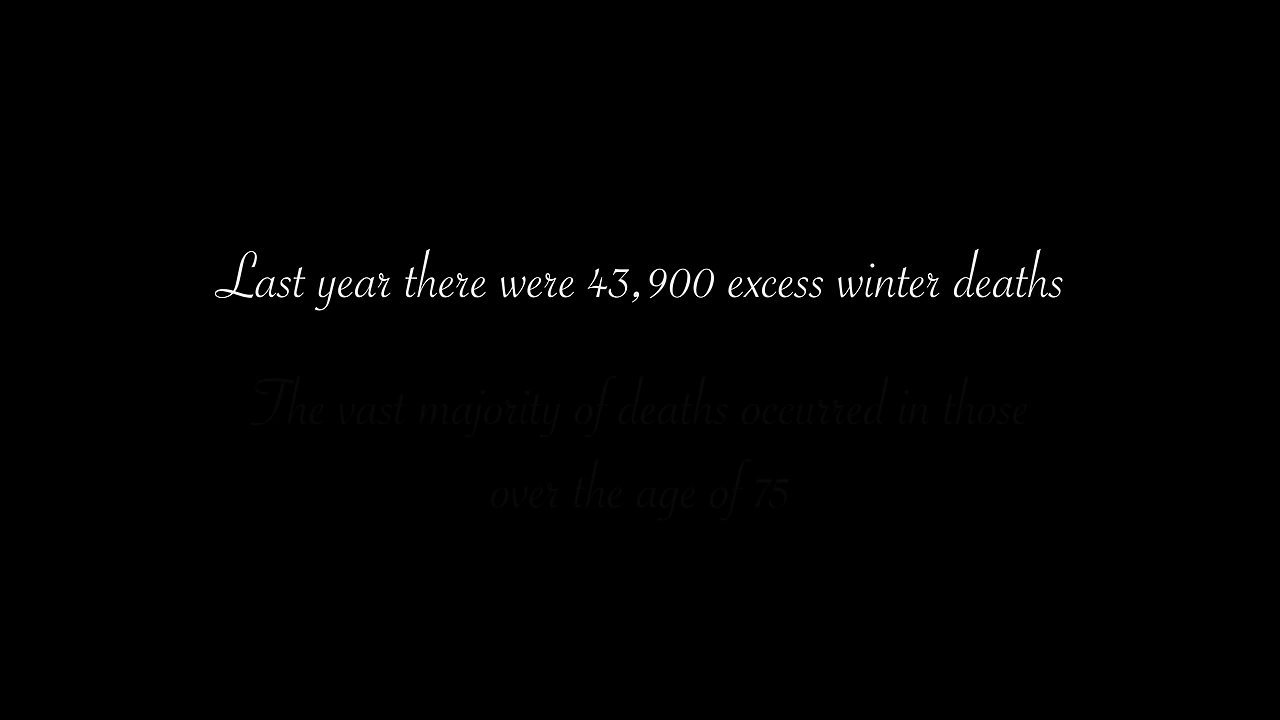 Last year there were 43,900 excess winter deaths
The vast majority of deaths occurred in those
over the age of 75